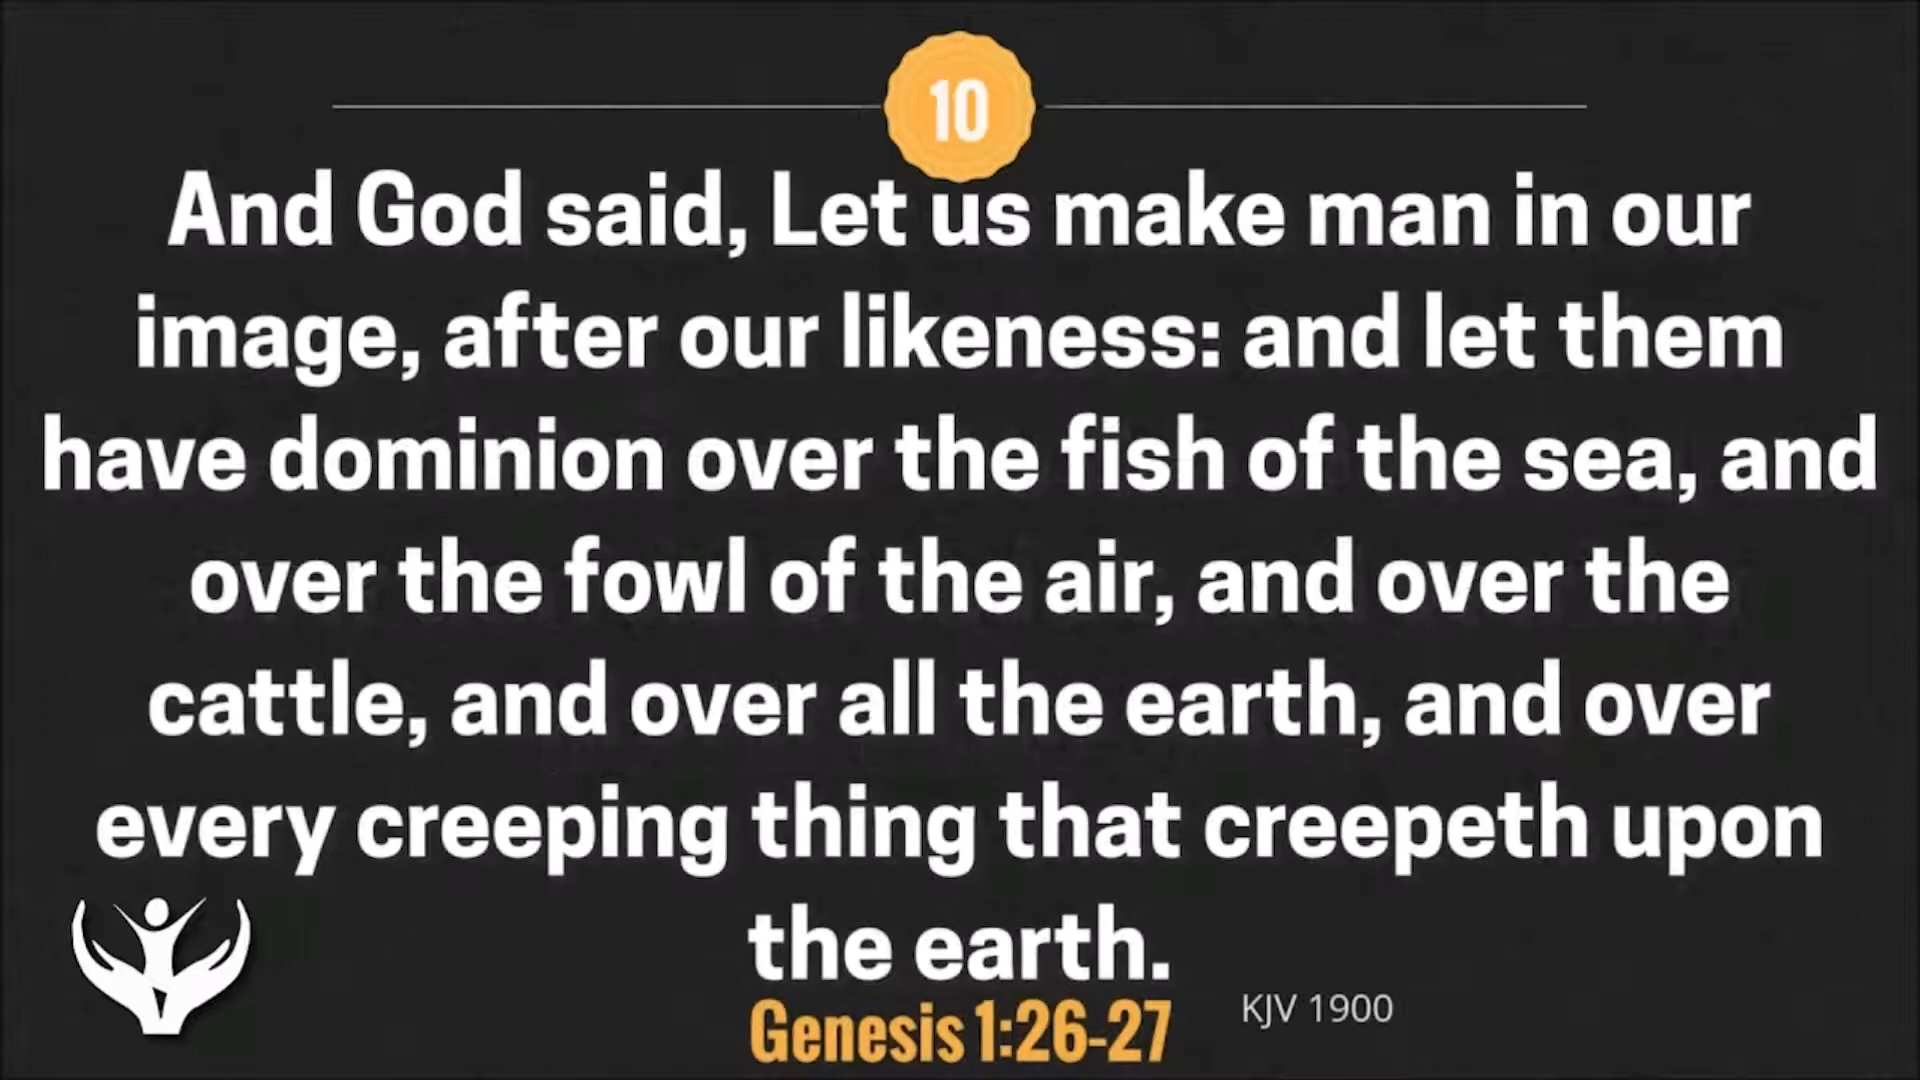 10
And God said, Let us make man in our
image, after our likeness: and let them
have dominion over the fish of the sea, and
over the fowl of the air, and over the
cattle, and over all the earth, and over
every creeping thing that creepeth upon
the earth.
Genesis 1:26-27
KJV 1900